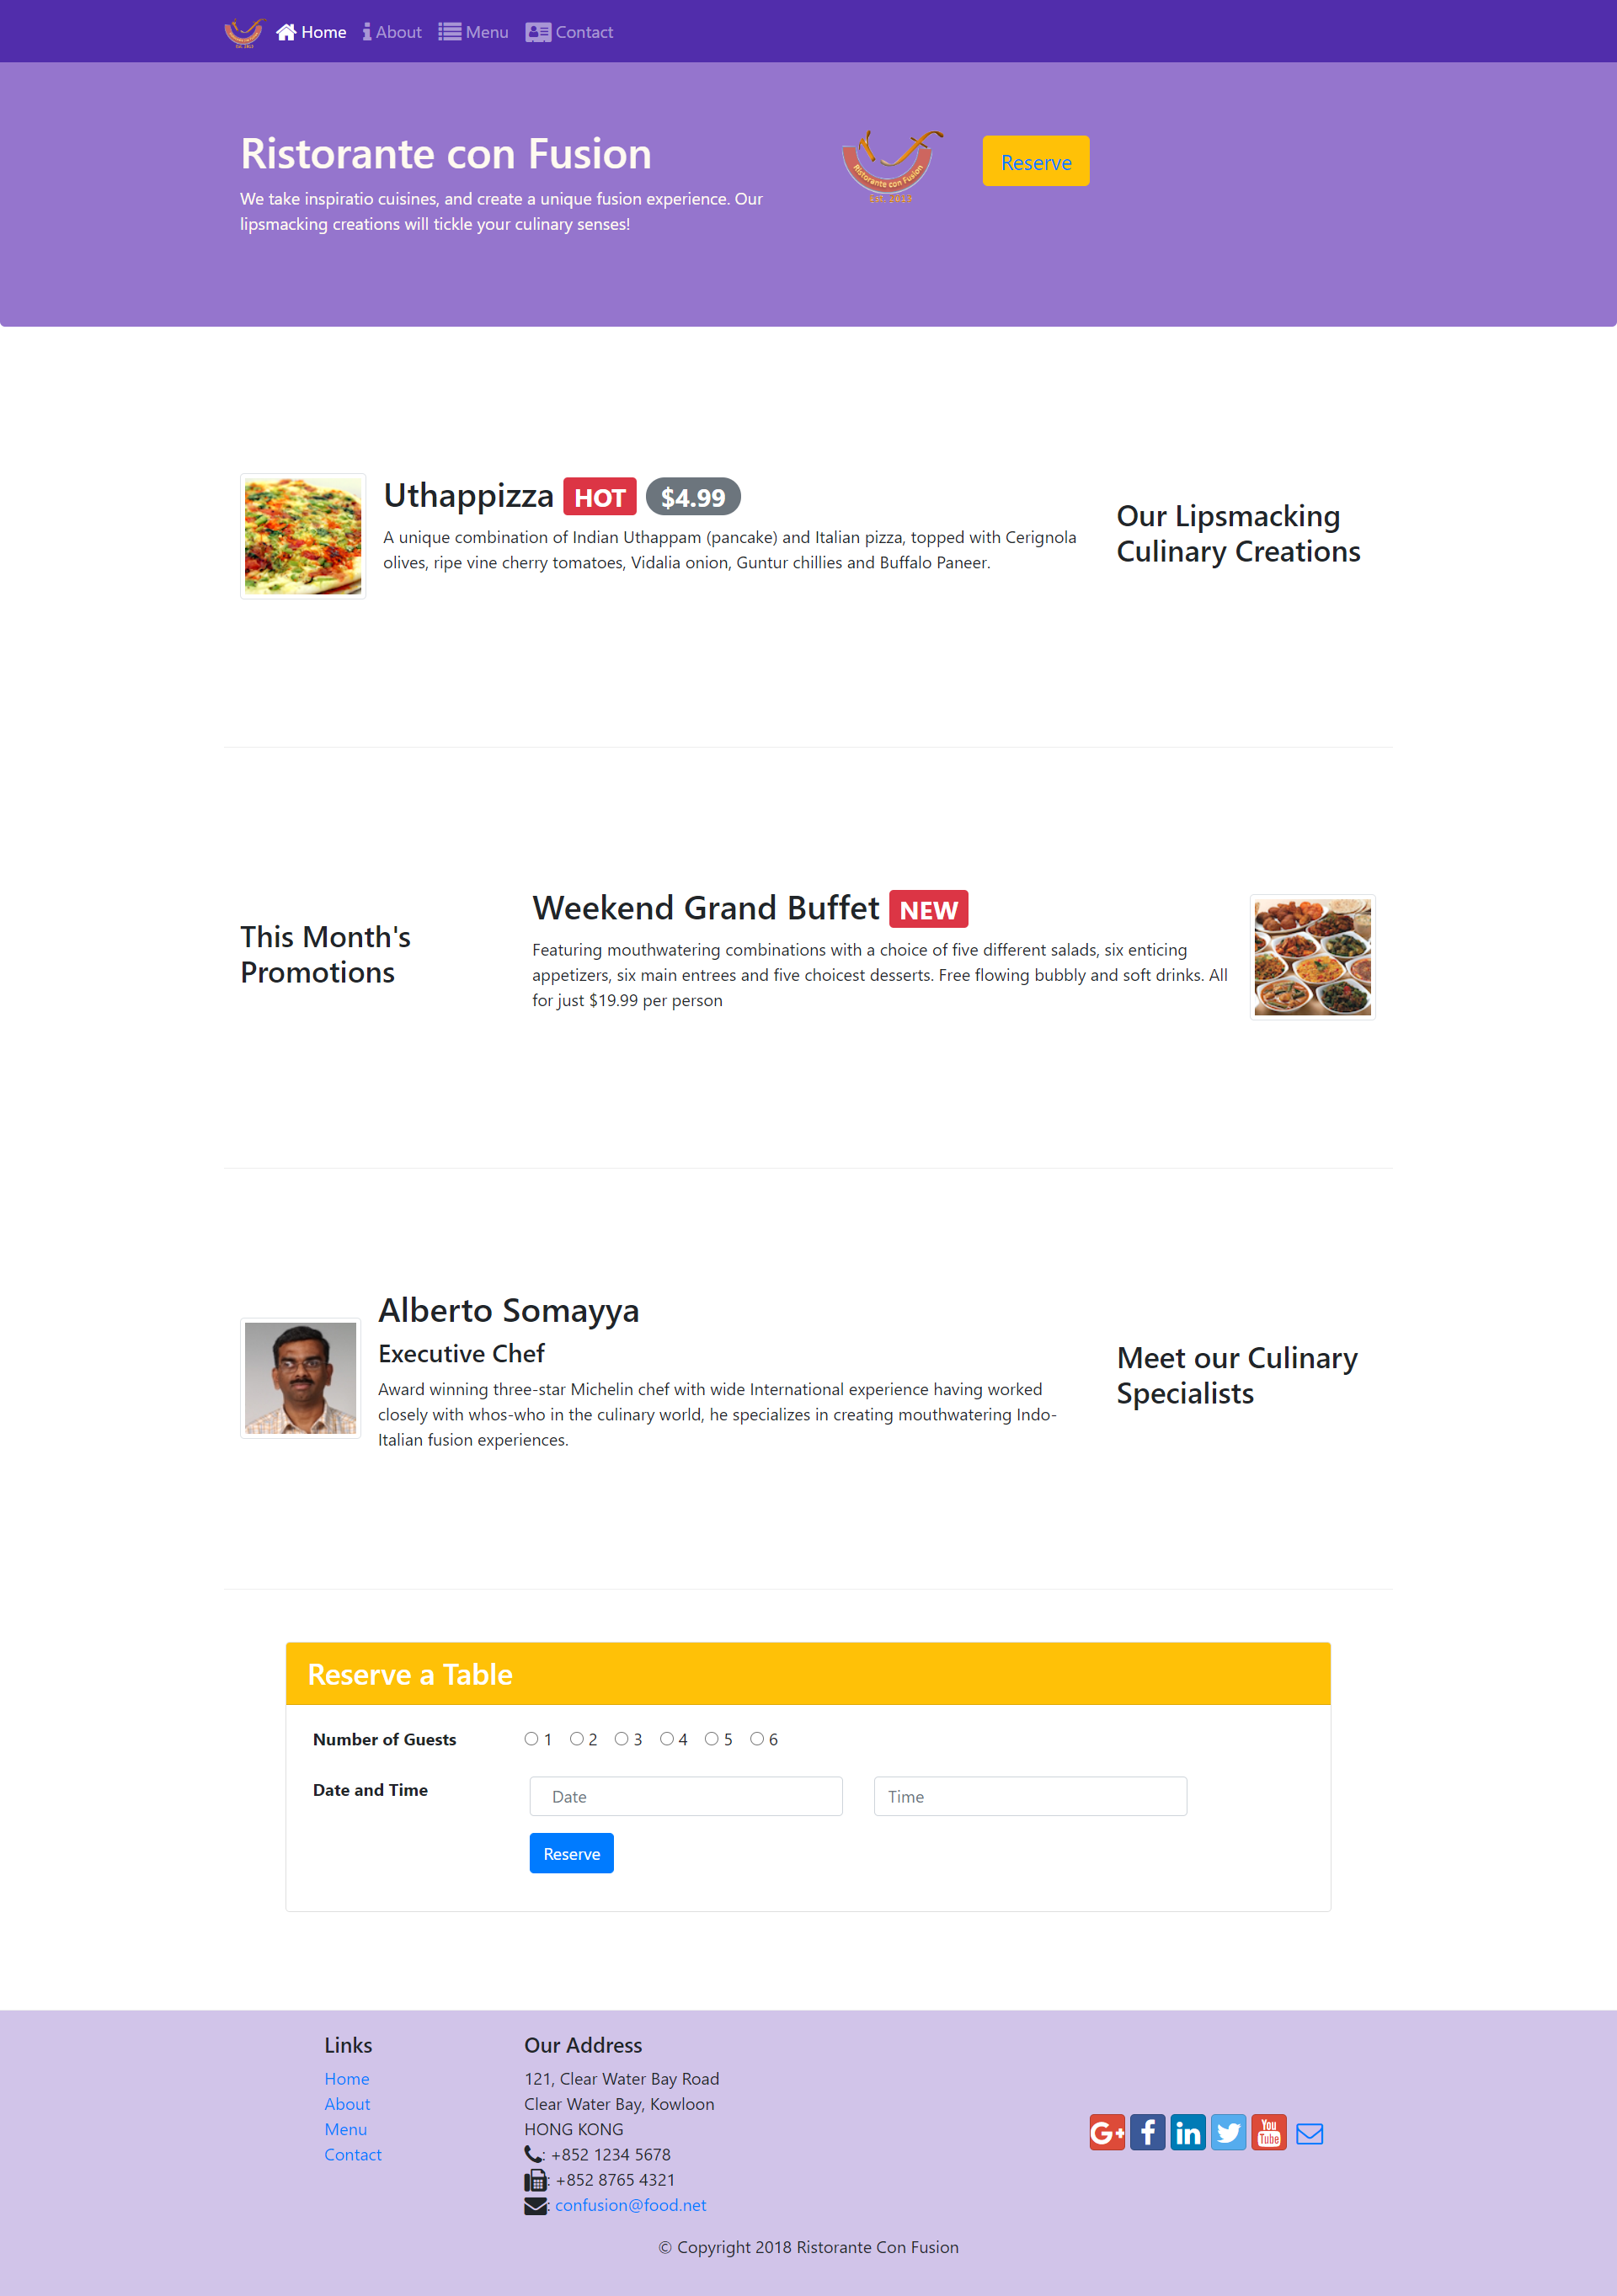 Home About Menu Contact
Ristorante con Fusion
We take inspiratio cuisines, and create a unique fusion experience. Our
lipsmacking creations will tickle your culinary senses!
Ristorante con Fusion
Est. 2018
Reserve
Uthappizza HOT $4.99
A unique combination of Indian Uthappam (pancake) and Italian pizza, topped with Cerignola
olives, ripe vine cherry tomatoes, Vidalia onion, Guntur chillies and Buffalo Paneer.
Our Lipsmacking
Culinary Creations
This Month's
Promotions
Weekend Grand Buffet NEW
Featuring mouthwatering combinations with a choice of five different salads, six enticing
appetizers, six main entrees and five choicest desserts. Free flowing bubbly and soft drinks. All
for just $19.99 per person
Alberto Somayya
Executive Chef
Award winning three-star Michelin chef with wide International experience having worked
closely with whos-who in the culinary world, he specializes in creating mouthwatering Indo-
Italian fusion experiences.
Meet our Culinary
Specialists
Reserve a Table
Number of Guests 1 2 3 4 5 6
Date and Time Date Time
Reserve
Links
Home
About
Menu
Contact
Our Address
121, Clear Water Bay Road
Clear Water Bay, Kowloon
HONG KONG
: +852 1234 5678
: +852 8765 4321
: confusion@food.net
G+ f in You Tube
© Copyright 2018 Ristorante Con Fusion